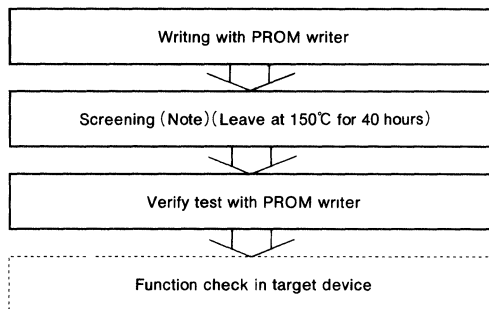 Writing with PROM writer
Screening (Note) (Leave at 150℃ for 40 hours)
Verify test with PROM writer
Function check in target device